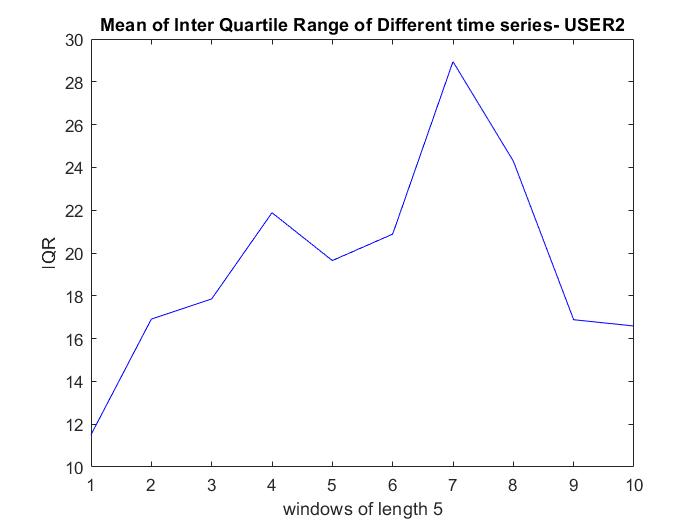 Mean of Inter Quartile Range of Different time series- USER2
30
28
26
24
22
20
18
16
14
12
10
IQR
1 2 3 4 5 6 7 8 9 10
windows of length 5